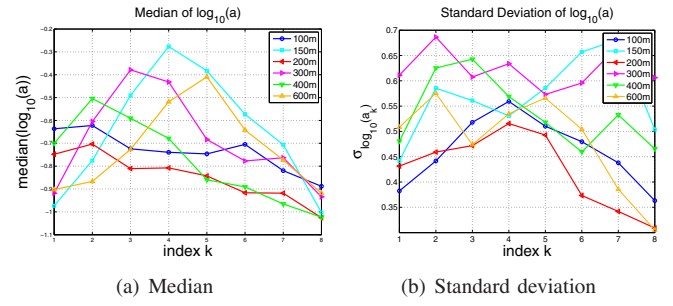 Median of log10(a)
median(log10(a))
-0.2
-0.3
-0.4
-0.5
-0.6
-0.7
-0.8
-0.9
-1
-1.1
1 2 3 4 5 6 7 8
index k
100m
150m
200m
300m
400m
600m
(a) Median
Standard Deviation of log10(a)
σlog10(ak)
0.7
0.65
0.6
0.55
0.5
0.45
0.4
0.35
1 2 3 4 5 6 7 8
index k
100m
150m
200m
300m
400m
600m
(b) Standard deviation